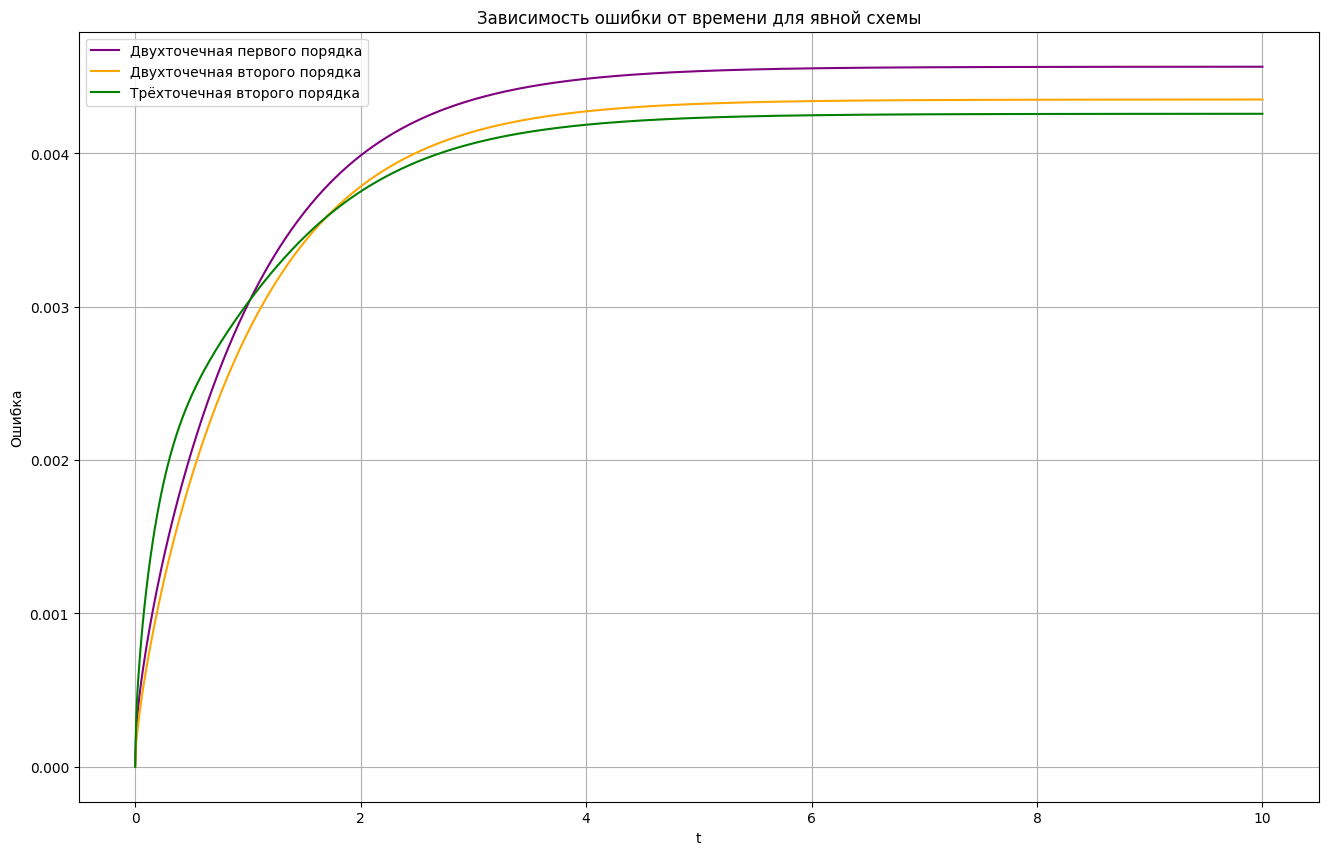 Зависимость ошибки от времени для явной схемы
Двухточечная первого порядка
Двухточечная второго порядка
Трёхточечная второго порядка
Ошибка
0.004
0.003
0.002
0.001
0.000
0 2 4 6 8 10
t